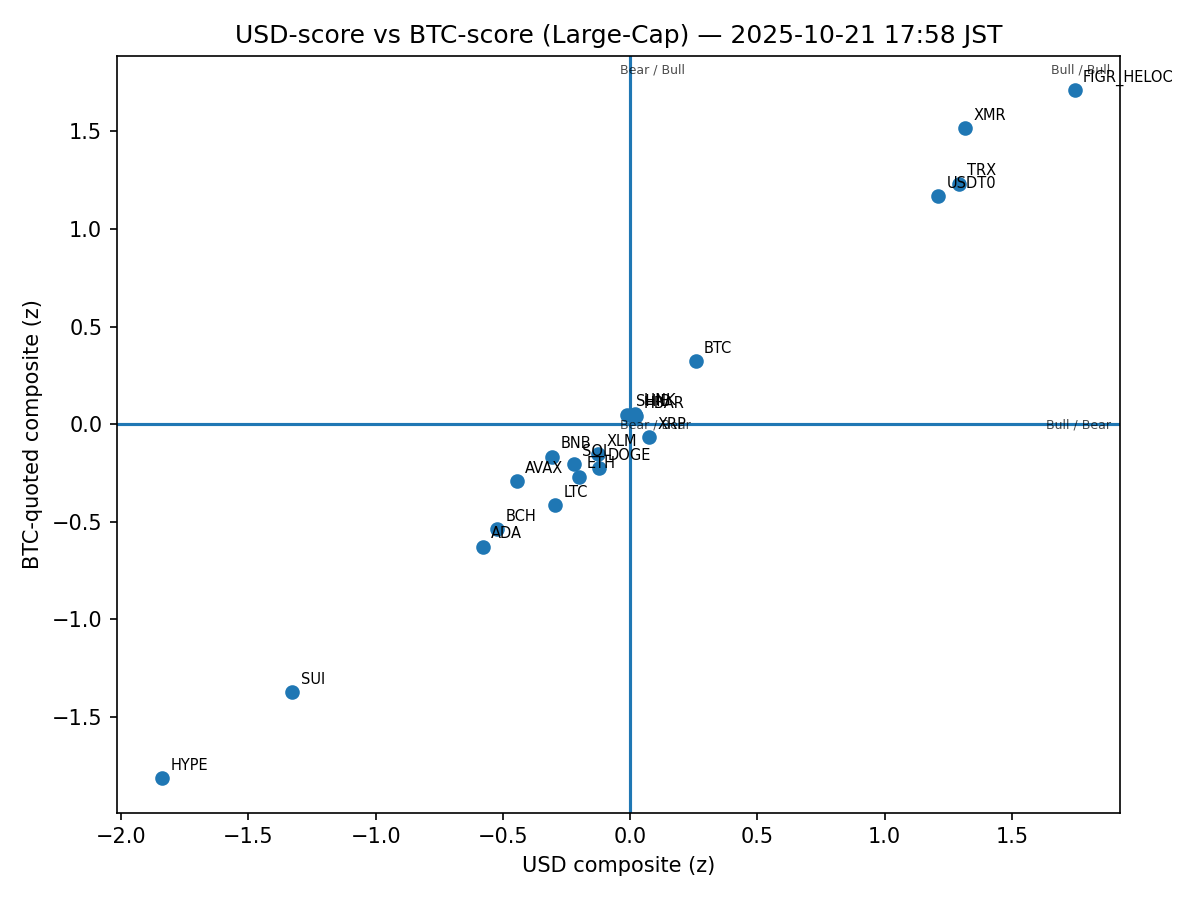 USD-score vs BTC-score (Large-Cap) — 2025-10-21 17:58 JST
Bear / Bull
Bull / Bull
FIGR_HELOC
XMR
TRX
USDT0
BTC
HBAR
XRP
Bull / Bear
BNB
XLM
SOL
DOGE
ETH
AVAX
LTC
BCH
ADA
SUI
HYPE
1.5
1.0
0.5
0.0
−0.5
−1.0
−1.5
BTC-quoted composite (z)
−2.0
−1.5
−1.0
−0.5
0.0
0.5
1.0
1.5
USD composite (z)